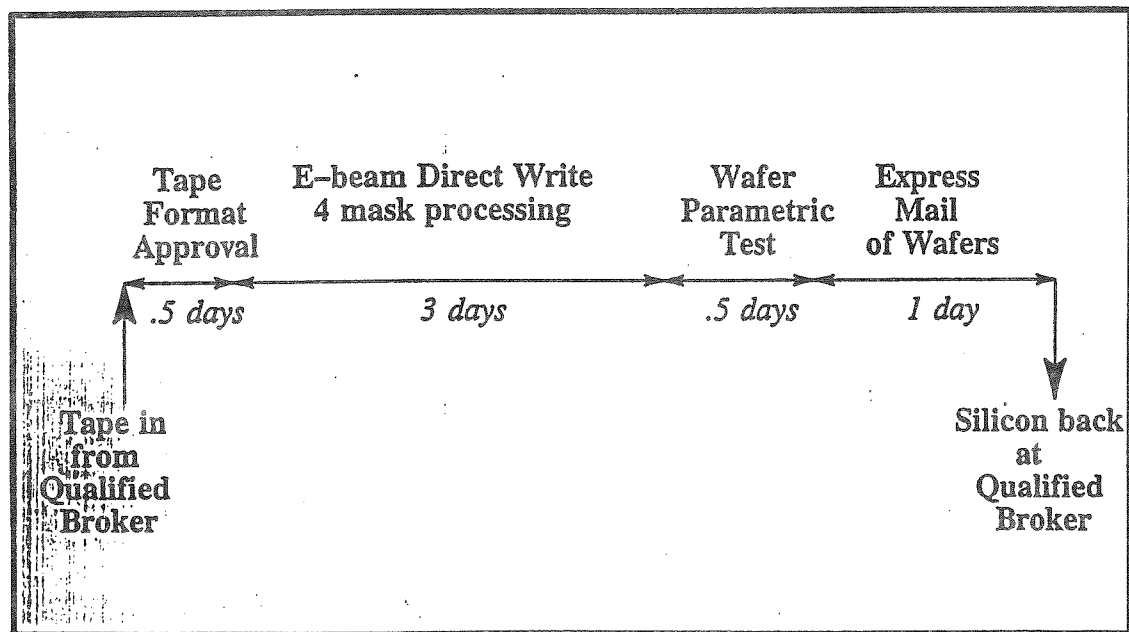 Tape
Format
Approval
E-beam Direct Write
4 mask processing
Wafer
Parametric
Test
Express
Mail
of Wafers
.5 days
3 days
.5 days
1 day
Tape in
from
Qualified
Broker
Silicon back
at
Qualified
Broker